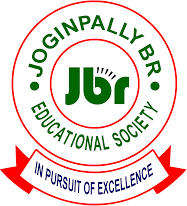 • JOGINPALLY BR •
Jbr
EDUCATIONAL SOCIETY
IN PURSUIT OF EXCELLENCE